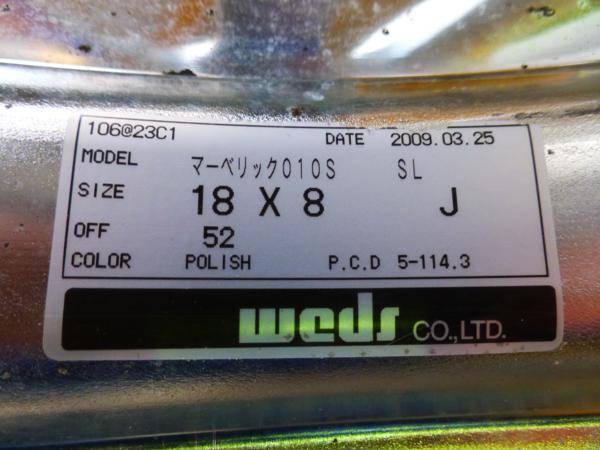 106@23C1 DATE 2009.03.25
MODEL マーベリック010S SL
SIZE 18 X 8 J
OFF 52
COLOR POLISH P.C.D 5-114.3
weds CO.,LTD.